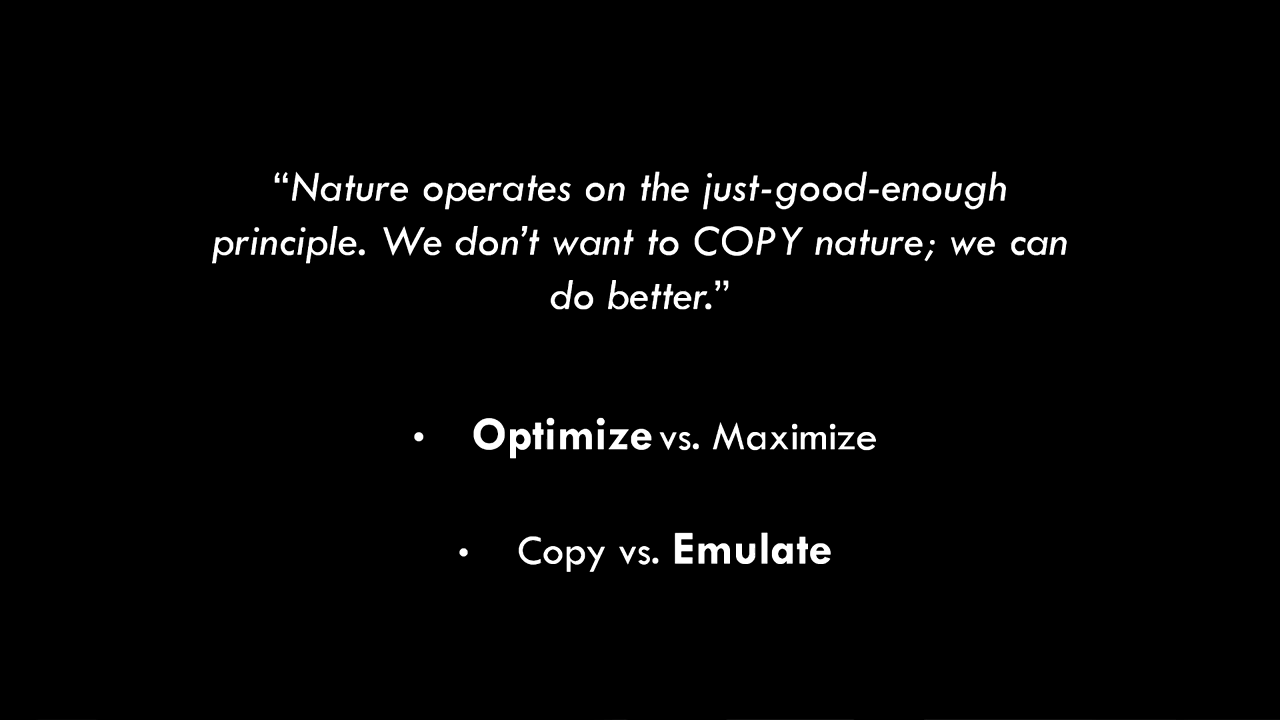 “Nature operates on the just-good-enough
principle. We don’t want to COPY nature; we can
do better.”
• Optimize vs. Maximize
• Copy vs. Emulate